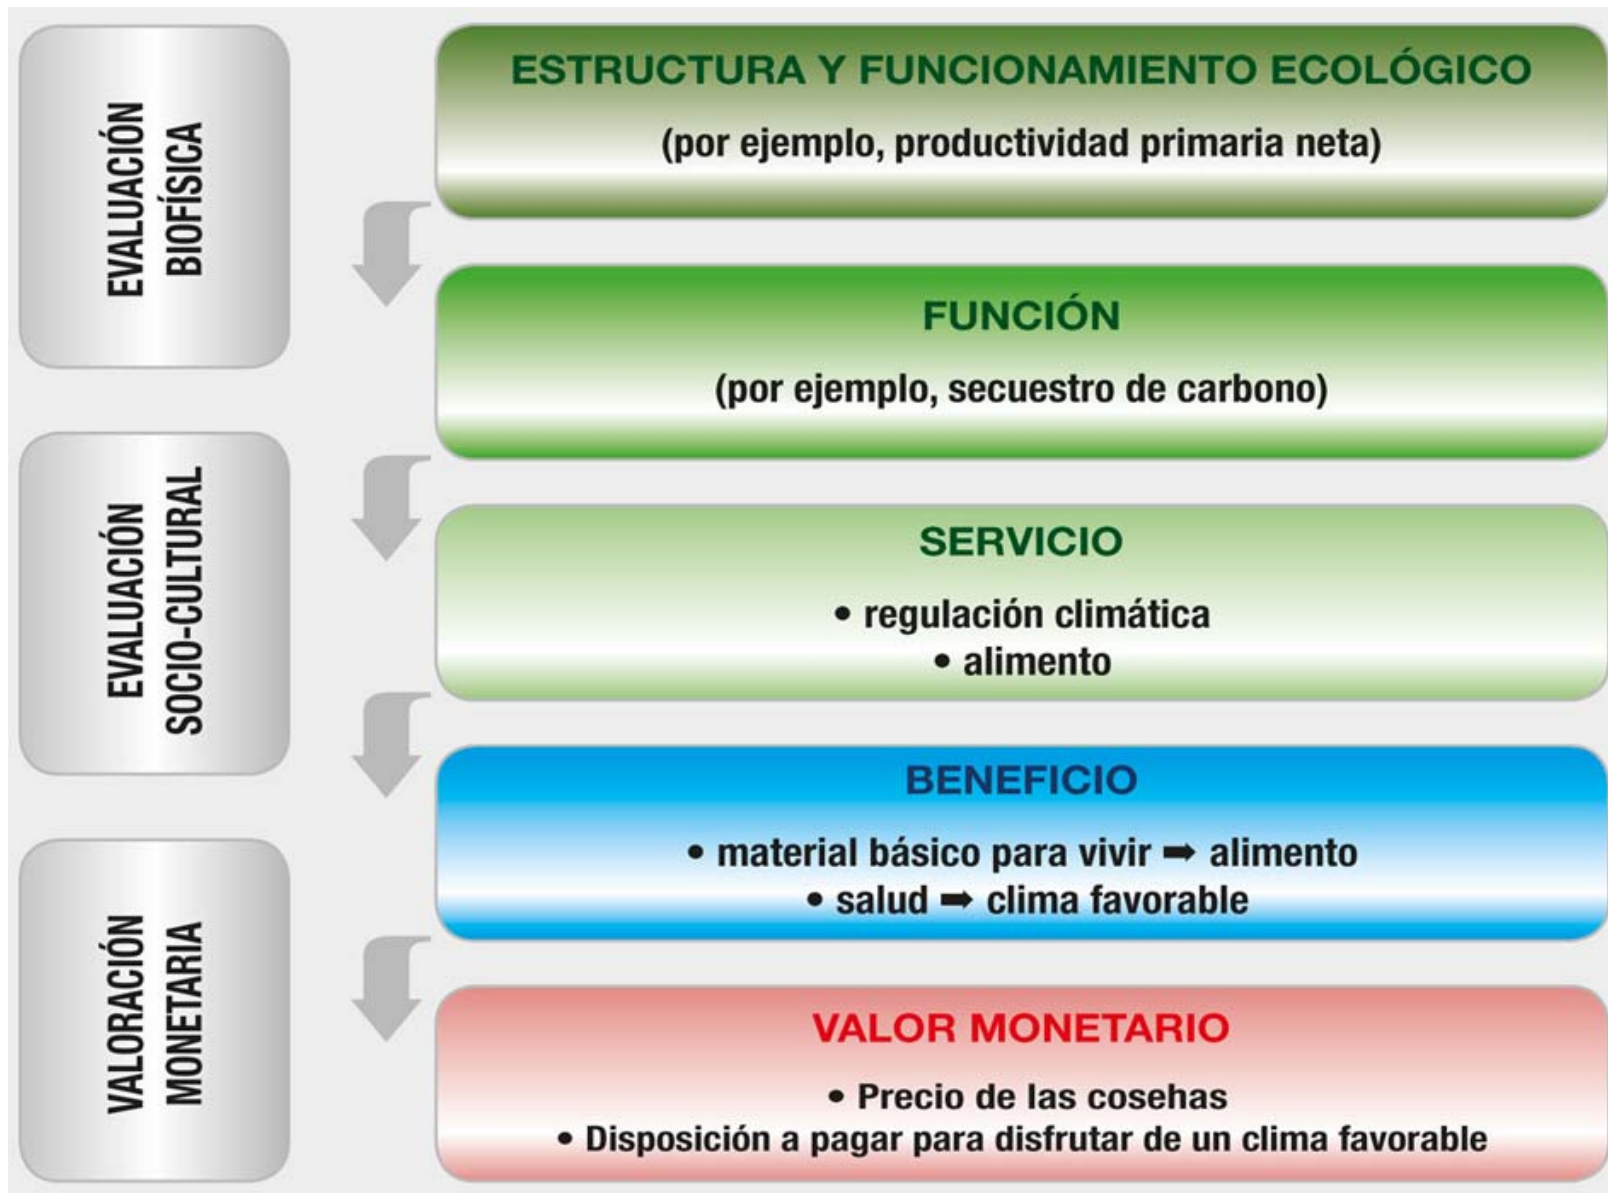 EVALUACIÓN
BIOFÍSICA
ESTRUCTURA Y FUNCIONAMIENTO ECOLÓGICO
(por ejemplo, productividad primaria neta)
FUNCIÓN
(por ejemplo, secuestro de carbono)
EVALUACIÓN
SOCIO-CULTURAL
SERVICIO
• regulación climática
• alimento
BENEFICIO
• material básico para vivir ➡ alimento
• salud ➡ clima favorable
VALORACIÓN
MONETARIA
VALOR MONETARIO
• Precio de las cosehas
• Disposición a pagar para disfrutar de un clima favorable